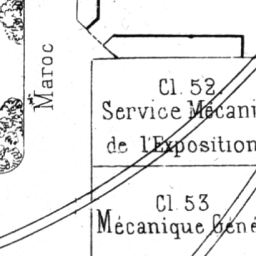 Maroc
Cl. 52.
Service Mécani
de l'Exposition
Cl. 53
Mécanique Géné